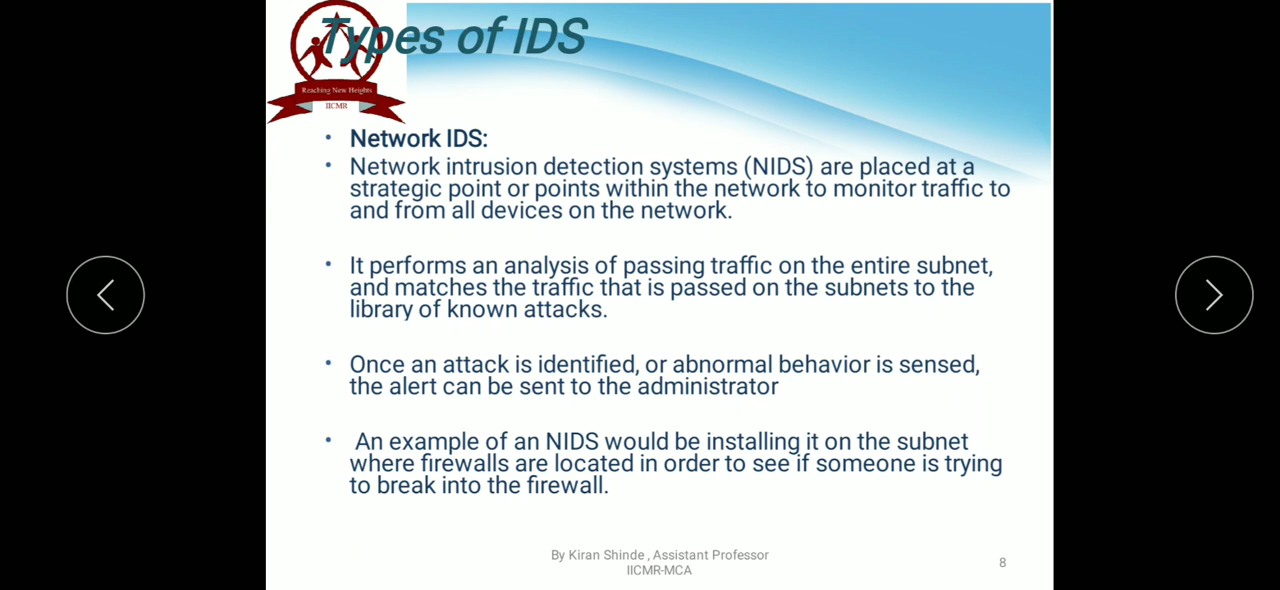 Types of IDS
Reaching New Heights
IICMR
• Network IDS:
• Network intrusion detection systems (NIDS) are placed at a
strategic point or points within the network to monitor traffic to
and from all devices on the network.
• It performs an analysis of passing traffic on the entire subnet,
and matches the traffic that is passed on the subnets to the
library of known attacks.
• Once an attack is identified, or abnormal behavior is sensed,
the alert can be sent to the administrator
• An example of an NIDS would be installing it on the subnet
where firewalls are located in order to see if someone is trying
to break into the firewall.
By Kiran Shinde , Assistant Professor
IICMR-MCA
8